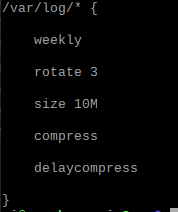 /var/log/* {
weekly
rotate 3
size 10M
compress
delaycompress
}